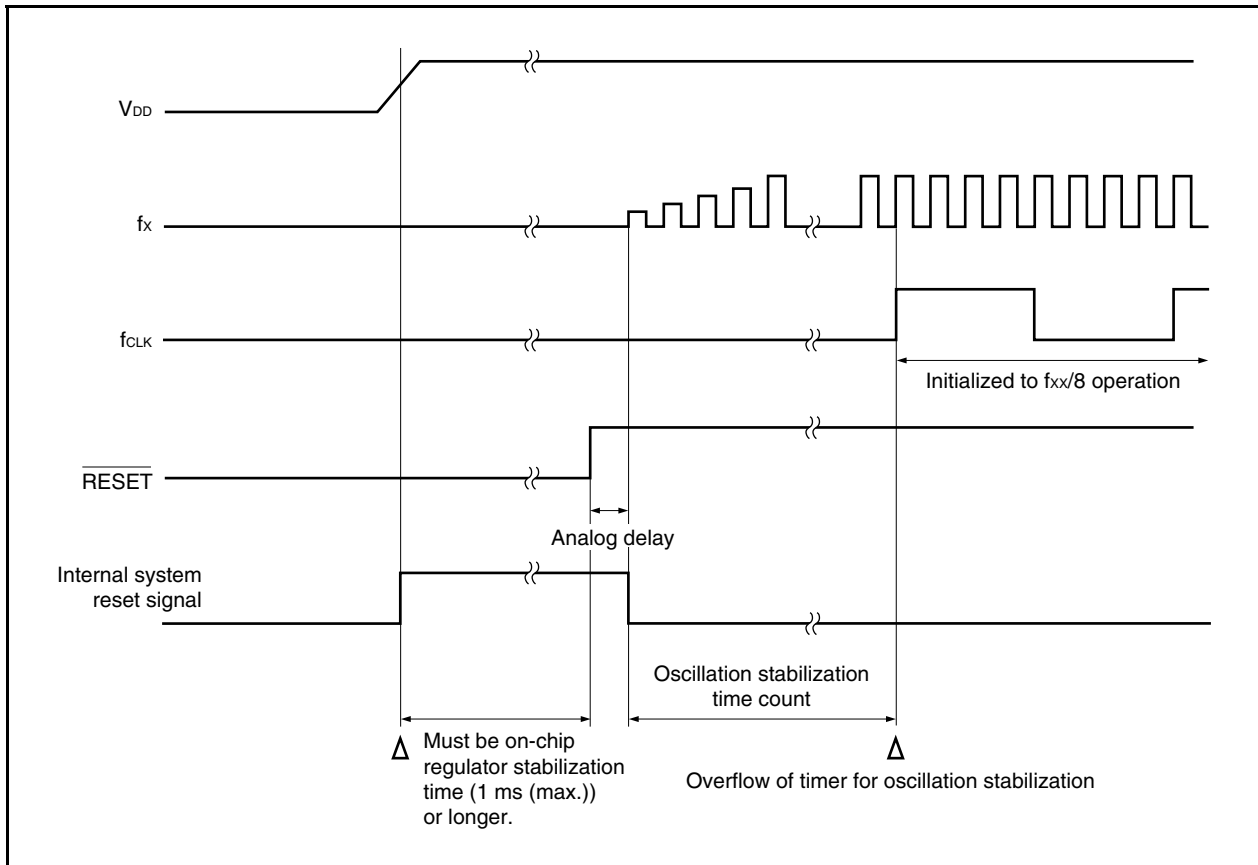 VDD
fX
fCLK
Initialized to fXX/8 operation
RESET
Analog delay
Internal system
reset signal
Oscillation stabilization
time count
Must be on-chip
regulator stabilization
time (1 ms (max.))
or longer.
Overflow of timer for oscillation stabilization